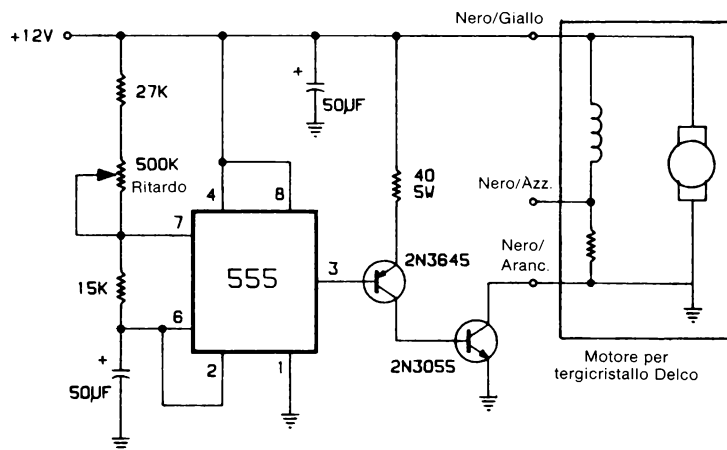 Nero/Giallo
+12V
27K
+
50µF
500K
Ritardo
40
5W
Nero/Azz.
4
8
7
Nero/
Aranc.
2N3645
555
3
15K
6
2N3055
+
50µF
2
1
Motore per
tergicristallo Delco